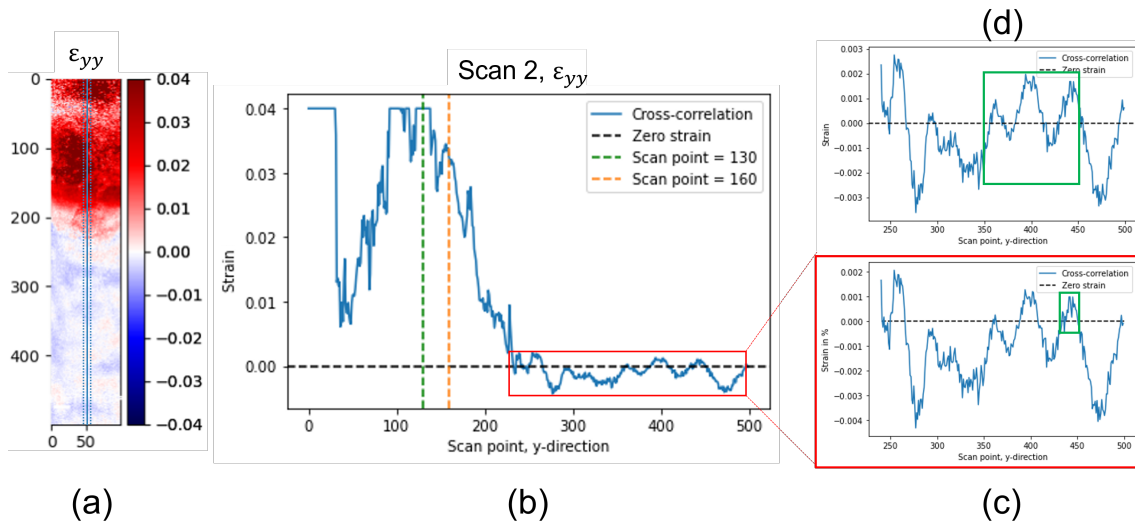 (d)
ε_yy
Scan 2, ε_yy
0
100
200
300
400
50
0.04
0.03
0.02
0.01
0.00
−0.01
−0.02
−0.03
−0.04
(a)
0.04
0.03
0.02
0.01
0.00
Strain
Cross-correlation
Zero strain
Scan point = 130
Scan point = 160
0 100 200 300 400 500
Scan point, y-direction
(b)
0.003
0.002
0.001
0.000
−0.001
−0.002
−0.003
Strain
Cross-correlation
Zero strain
250 300 350 400 450 500
Scan point, y-direction
0.002
0.001
0.000
−0.001
−0.002
−0.003
−0.004
Strain in %
Cross-correlation
Zero strain
250 300 350 400 450 500
Scan point, y-direction
(c)